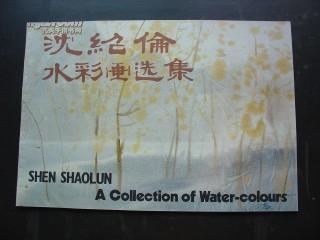 沈紹倫
水彩画选集
SHEN SHAOLUN
A Collection of Water-colours